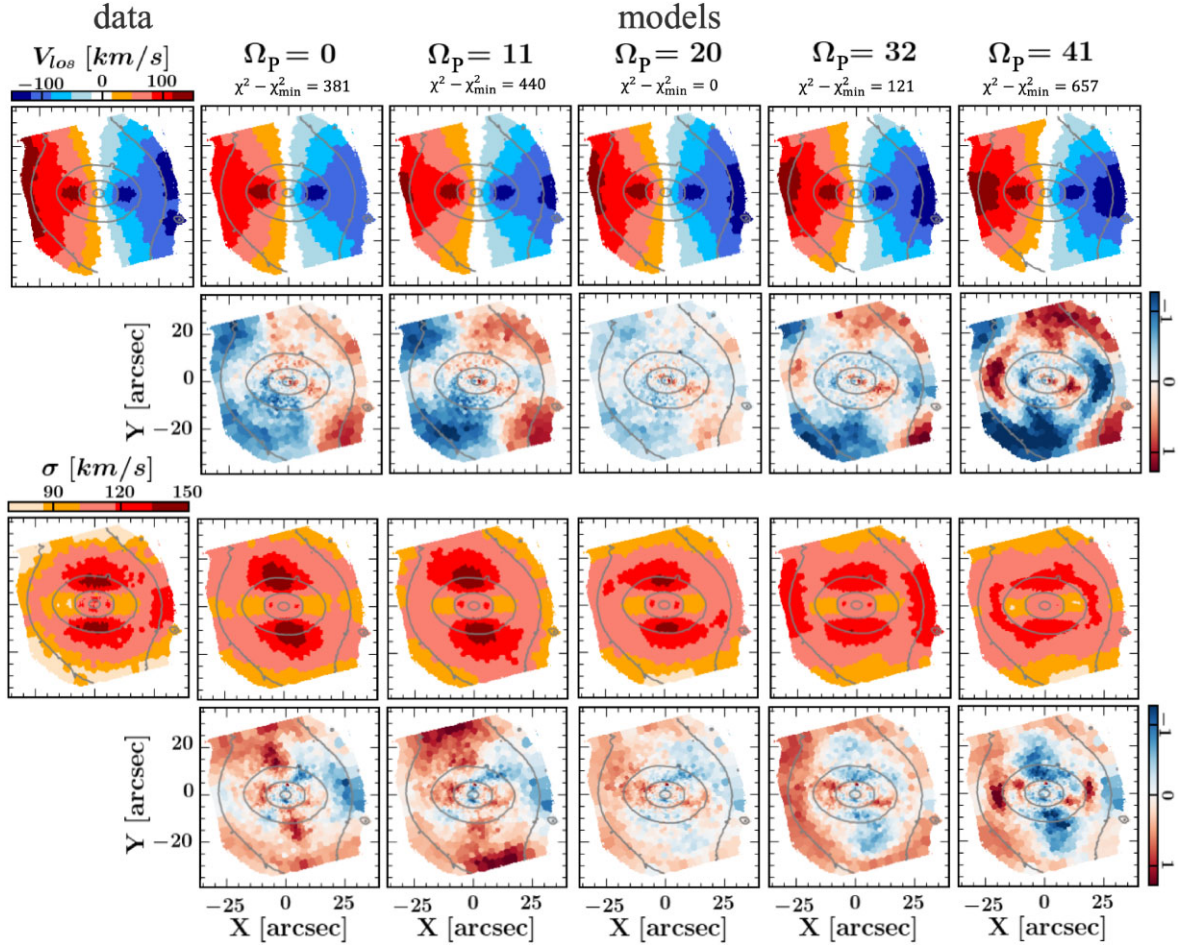 data models
V_los [km/s] Ω_P = 0 Ω_P = 11 Ω_P = 20 Ω_P = 32 Ω_P = 41
−100 0 100 χ² − χ²_min = 381 χ² − χ²_min = 440 χ² − χ²_min = 0 χ² − χ²_min = 121 χ² − χ²_min = 657
Y [arcsec]
20
0
−20
−1
0
1
σ [km/s]
90 120 150
Y [arcsec]
20
0
−20
−1
0
1
−25 0 25 −25 0 25 −25 0 25 −25 0 25 −25 0 25
X [arcsec] X [arcsec] X [arcsec] X [arcsec] X [arcsec]